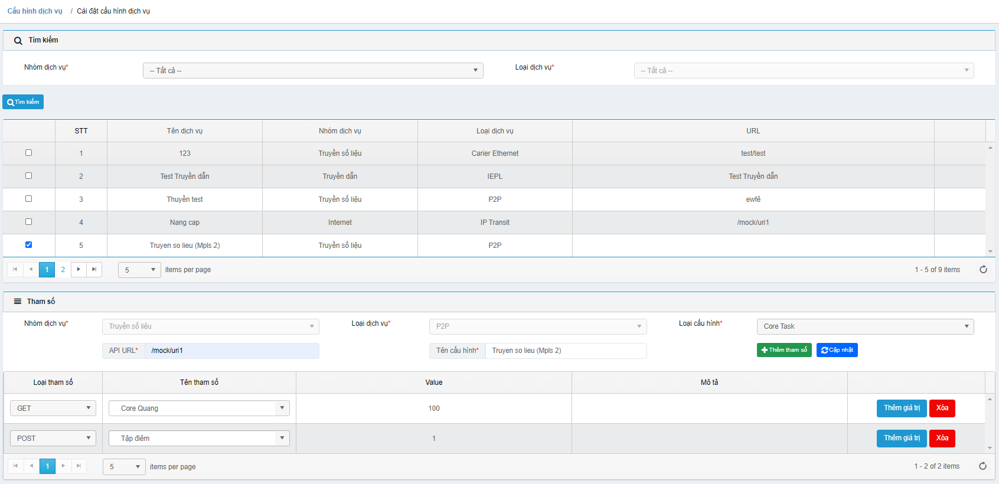 Cấu hình dịch vụ / Cài đặt cấu hình dịch vụ
Tìm kiếm
Nhóm dịch vụ* -- Tất cả -- Loại dịch vụ* -- Tất cả --
Tìm kiếm
STT Tên dịch vụ Nhóm dịch vụ Loại dịch vụ URL
1 123 Truyền số liệu Carier Ethernet test/test
2 Test Truyền dẫn Truyền dẫn IEPL Test Truyền dẫn
3 Thuyền test Truyền số liệu P2P ewfẻ
4 Nang cap Internet IP Transit /mock/uri1
5 Truyen so lieu (Mpls 2) Truyền số liệu P2P
1 2 5 items per page 1 - 5 of 9 items
Tham số
Nhóm dịch vụ* Truyền số liệu Loại dịch vụ* P2P Loại cấu hình* Core Task
API URL* /mock/uri1 Tên cấu hình* Truyen so lieu (Mpls 2) Thêm tham số Cập nhật
Loại tham số Tên tham số Value Mô tả
GET Core Quang 100 Thêm giá trị Xóa
POST Tập điểm 1 Thêm giá trị Xóa
1 5 items per page 1 - 2 of 2 items